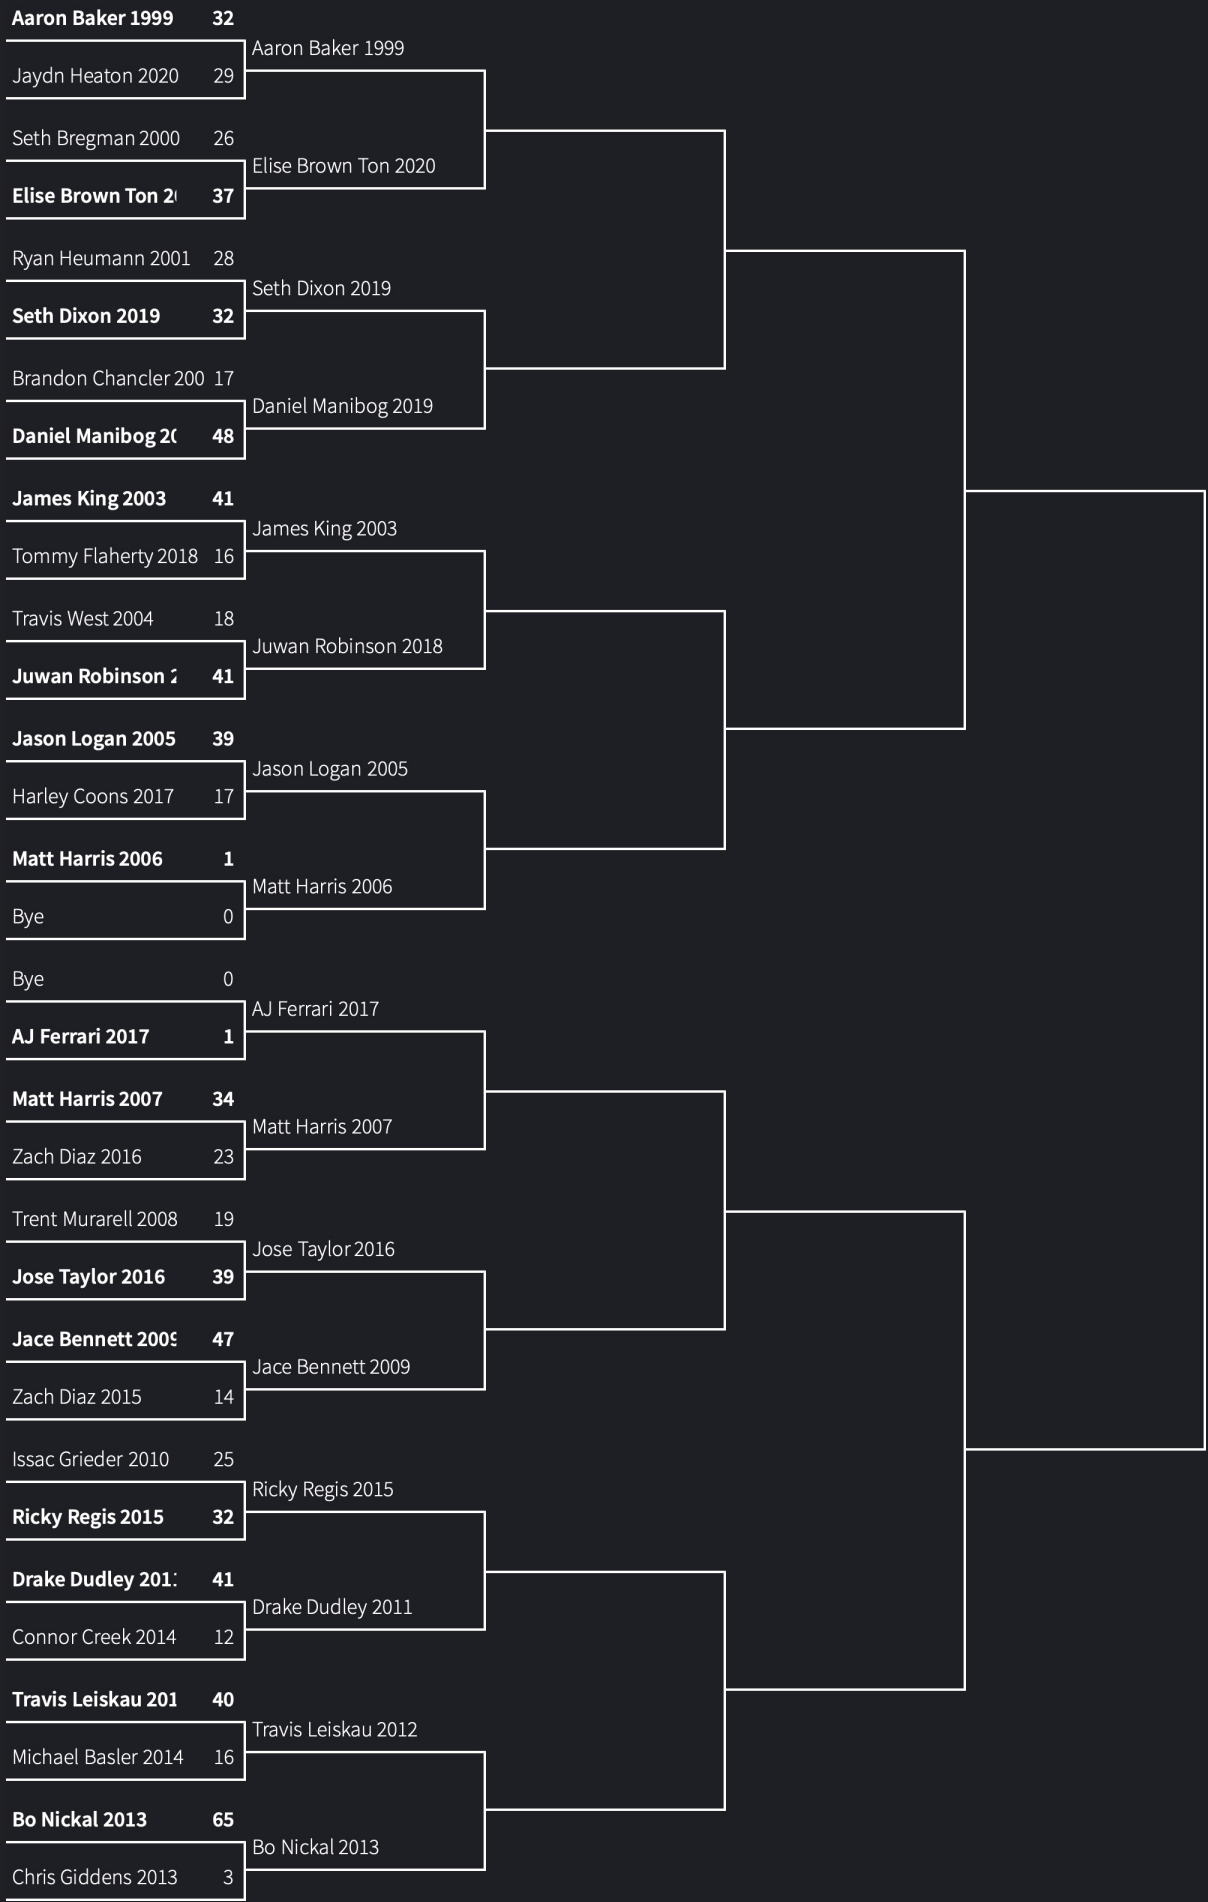 Aaron Baker 1999 32
Jaydn Heaton 2020 29
Aaron Baker 1999
Seth Bregman 2000 26
Elise Brown Ton 20 37
Elise Brown Ton 2020
Ryan Heumann 2001 28
Seth Dixon 2019 32
Seth Dixon 2019
Brandon Chancler 200 17
Daniel Manibog 20 48
Daniel Manibog 2019
James King 2003 41
Tommy Flaherty 2018 16
James King 2003
Travis West 2004 18
Juwan Robinson 2 41
Juwan Robinson 2018
Jason Logan 2005 39
Harley Coons 2017 17
Jason Logan 2005
Matt Harris 2006 1
Bye 0
Matt Harris 2006
Bye 0
AJ Ferrari 2017 1
AJ Ferrari 2017
Matt Harris 2007 34
Zach Diaz 2016 23
Matt Harris 2007
Trent Murarell 2008 19
Jose Taylor 2016 39
Jose Taylor 2016
Jace Bennett 2009 47
Zach Diaz 2015 14
Jace Bennett 2009
Issac Grieder 2010 25
Ricky Regis 2015 32
Ricky Regis 2015
Drake Dudley 2011 41
Connor Creek 2014 12
Drake Dudley 2011
Travis Leiskau 201 40
Michael Basler 2014 16
Travis Leiskau 2012
Bo Nickal 2013 65
Chris Giddens 2013 3
Bo Nickal 2013